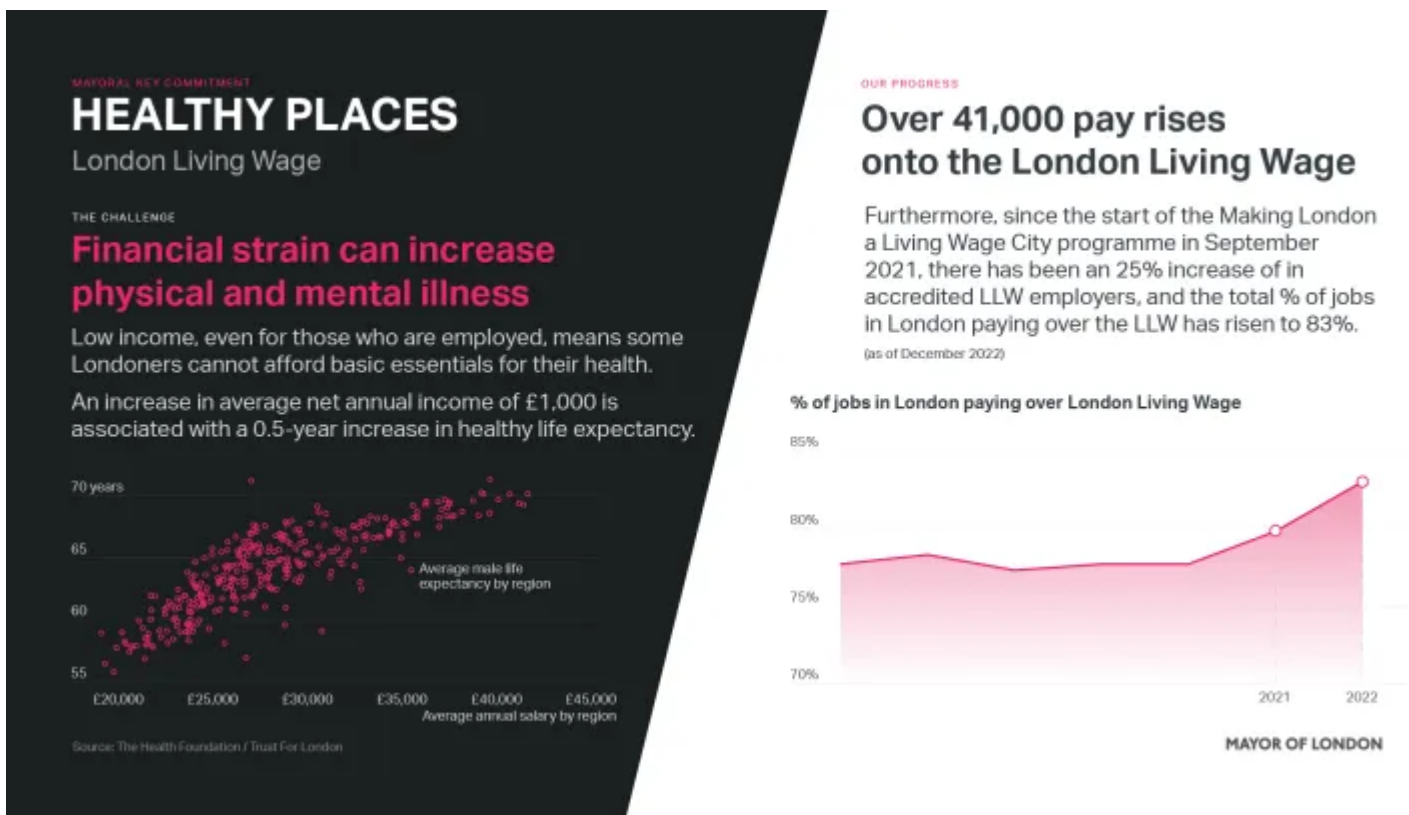 MAYORAL KEY COMMITMENT
HEALTHY PLACES
London Living Wage
THE CHALLENGE
Financial strain can increase
physical and mental illness
Low income, even for those who are employed, means some
Londoners cannot afford basic essentials for their health.
An increase in average net annual income of £1,000 is
associated with a 0.5-year increase in healthy life expectancy.
70 years
65
60
55
Average male life
expectancy by region
£20,000 £25,000 £30,000 £35,000 £40,000 £45,000
Average annual salary by region
Source: The Health Foundation / Trust For London
OUR PROGRESS
Over 41,000 pay rises
onto the London Living Wage
Furthermore, since the start of the Making London
a Living Wage City programme in September
2021, there has been an 25% increase of in
accredited LLW employers, and the total % of jobs
in London paying over the LLW has risen to 83%.
(as of December 2022)
% of jobs in London paying over London Living Wage
85%
80%
75%
70%
2021 2022
MAYOR OF LONDON